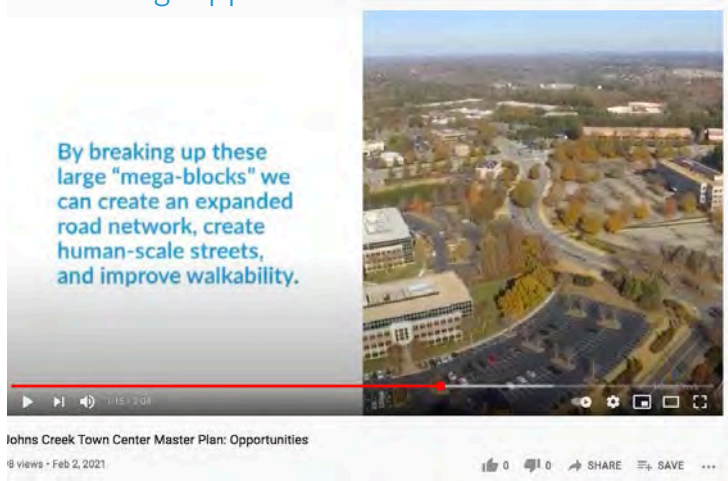 By breaking up these
large “mega-blocks” we
can create an expanded
road network, create
human-scale streets,
and improve walkability.
Johns Creek Town Center Master Plan: Opportunities
views • Feb 2, 2021
0 0 SHARE SAVE